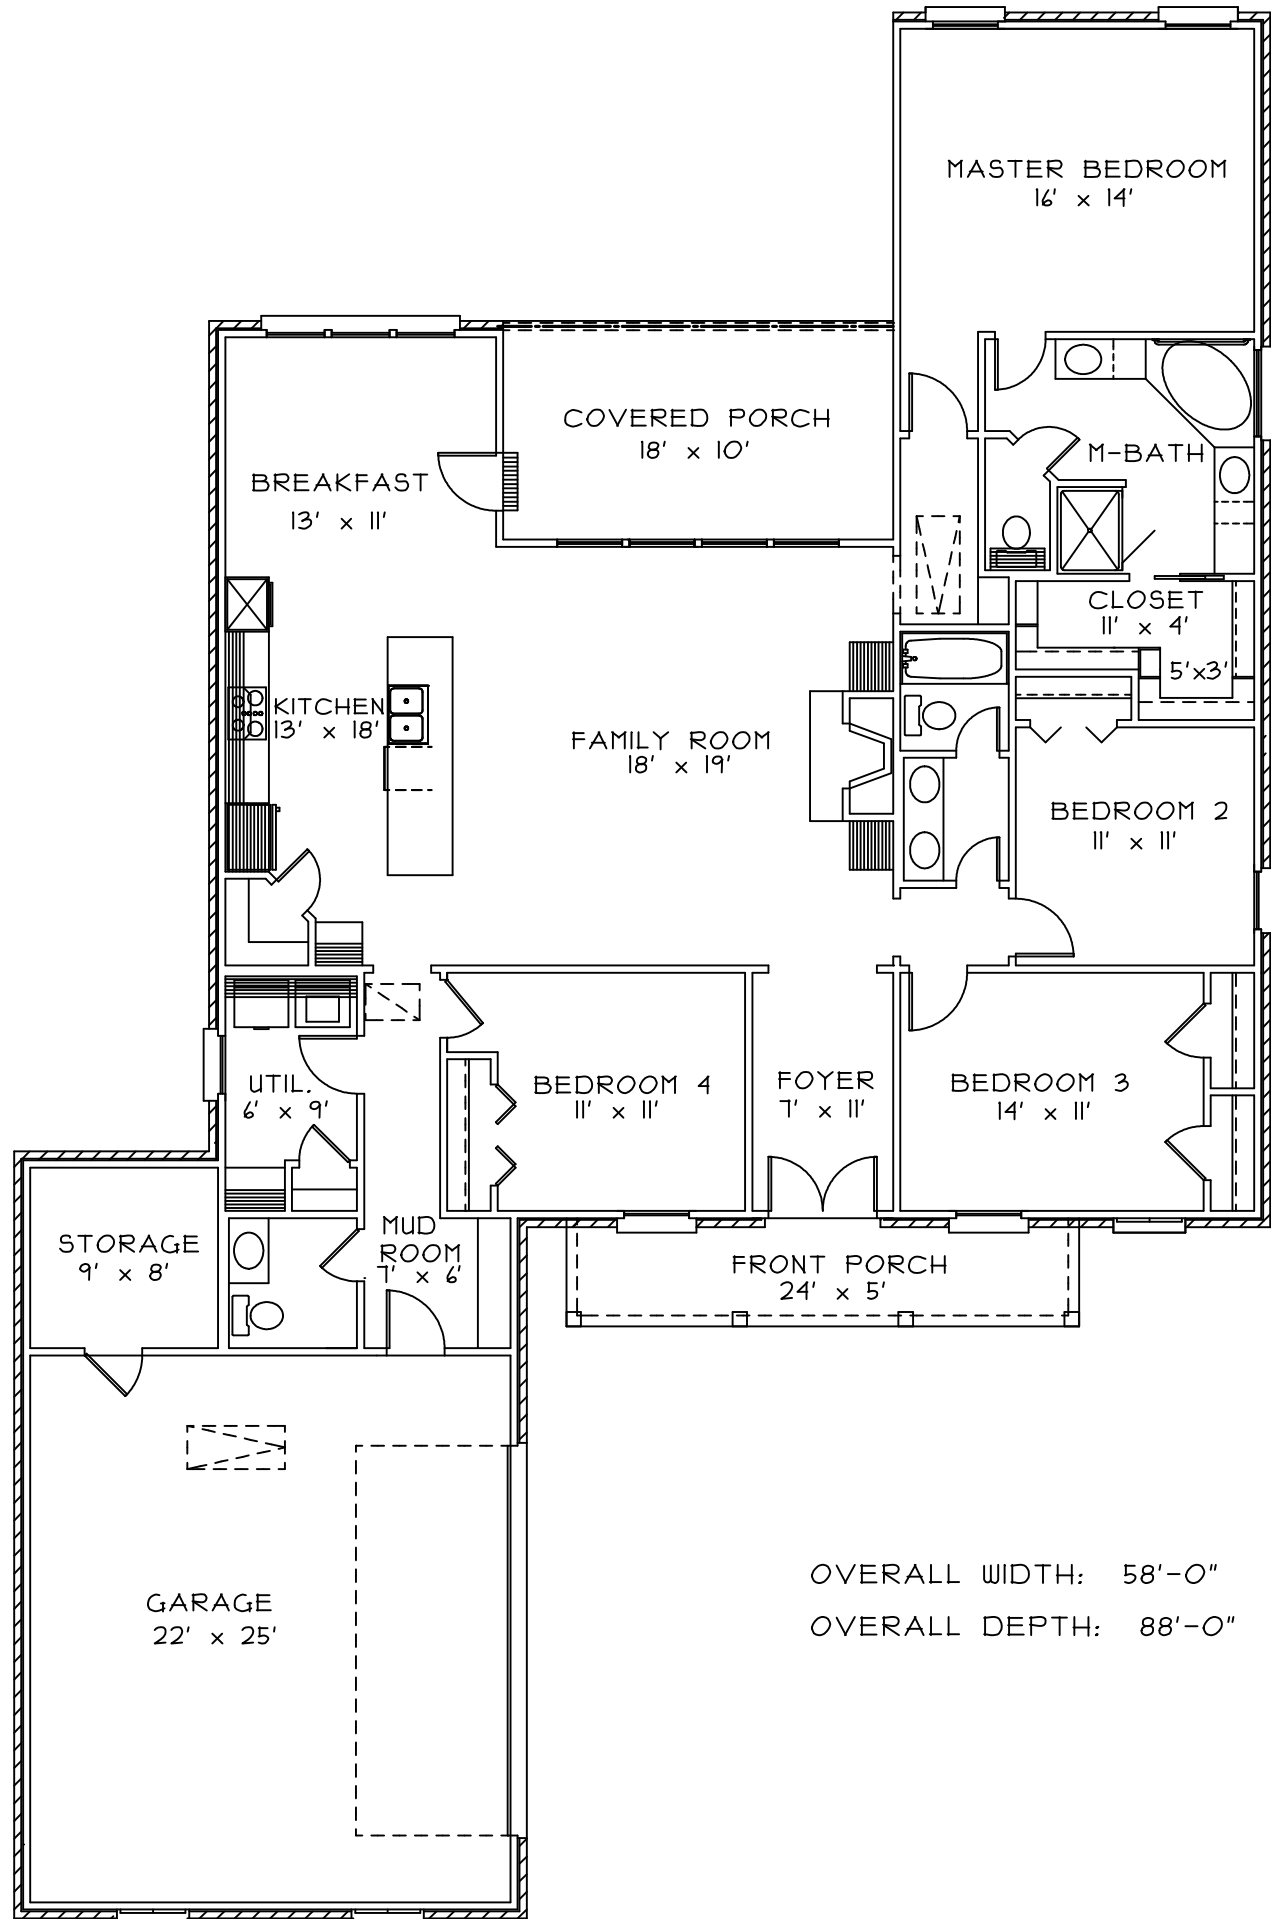 MASTER BEDROOM
16' x 14'
COVERED PORCH
18' x 10'
BREAKFAST
13' x 11'
M-BATH
CLOSET
11' x 4'
5'x3'
KITCHEN
13' x 18'
FAMILY ROOM
18' x 19'
BEDROOM 2
11' x 11'
UTIL.
6' x 9'
BEDROOM 4
11' x 11'
FOYER
7' x 11'
BEDROOM 3
14' x 11'
STORAGE
9' x 8'
MUD
ROOM
7' x 6'
FRONT PORCH
24' x 5'
GARAGE
22' x 25'
OVERALL WIDTH: 58'-0"
OVERALL DEPTH: 88'-0"